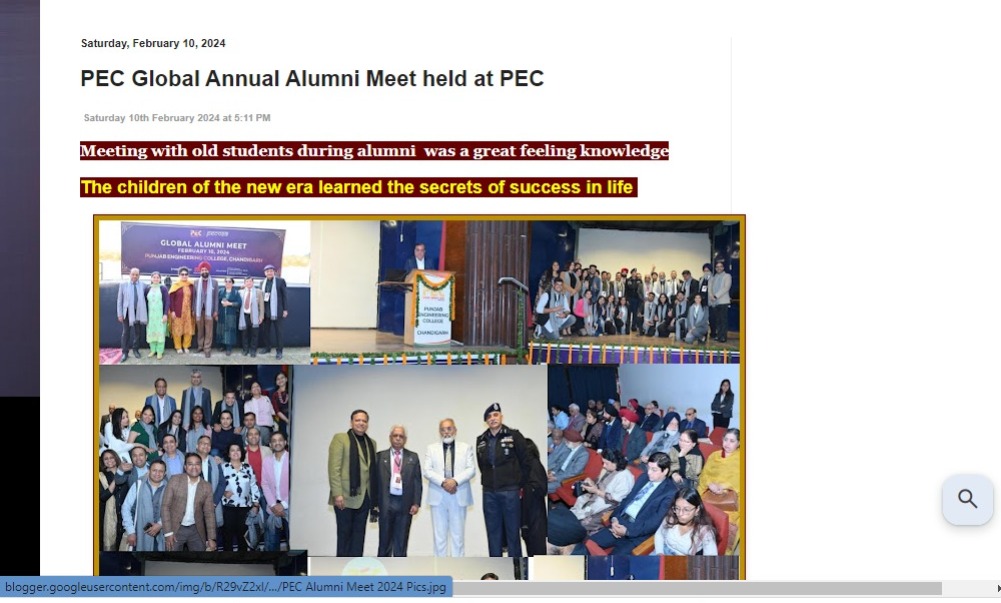 Saturday, February 10, 2024
PEC Global Annual Alumni Meet held at PEC
Saturday 10th February 2024 at 5:11 PM
Meeting with old students during alumni was a great feeling knowledge
The children of the new era learned the secrets of success in life
PEC
GLOBAL ALUMNI MEET
FEBRUARY 10, 2024
PUNJAB ENGINEERING COLLEGE, CHANDIGARH
PUNJAB
ENGINEERING
COLLEGE
CHANDIGARH
blogger.googleusercontent.com/img/b/R29vZ2xl/.../PEC Alumni Meet 2024 Pics.jpg